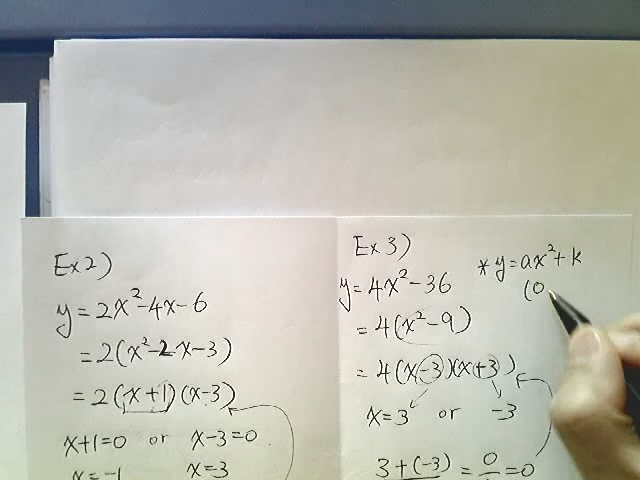 Ex2)
y=2x²-4x-6
=2(x²-2x-3)
=2(x+1)(x-3)
x+1=0 or x-3=0
x=-1 x=3
Ex3)
y=4x²-36
=4(x²-9)
=4(x-3)(x+3)
x=3 or -3
3+(-3) = 0 =0
*y=ax²+k
(0